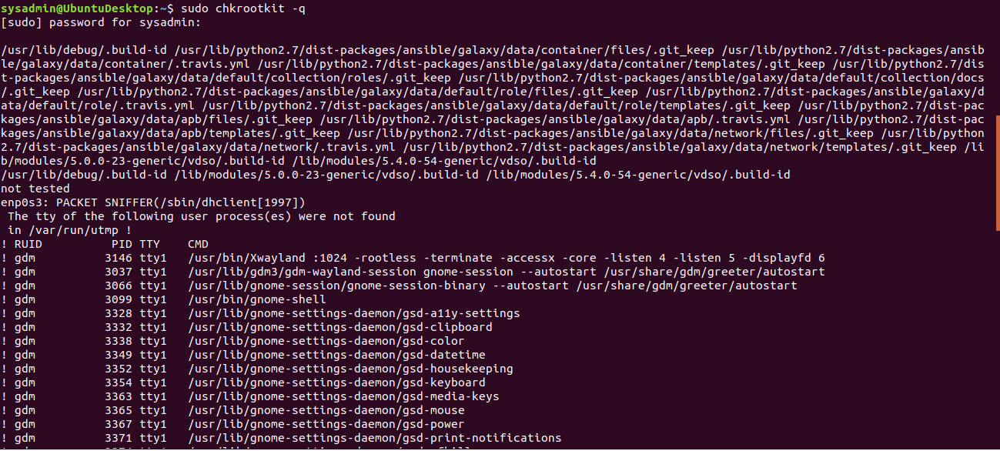 sysadmin@UbuntuDesktop:~$ sudo chkrootkit -q
[sudo] password for sysadmin:
/usr/lib/debug/.build-id /usr/lib/python2.7/dist-packages/ansible/galaxy/data/container/files/.git_keep /usr/lib/python2.7/dist-packages/ansib
le/galaxy/data/container/.travis.yml /usr/lib/python2.7/dist-packages/ansible/galaxy/data/container/templates/.git_keep /usr/lib/python2.7/dis
t-packages/ansible/galaxy/data/default/collection/roles/.git_keep /usr/lib/python2.7/dist-packages/ansible/galaxy/data/default/collection/docs
/.git_keep /usr/lib/python2.7/dist-packages/ansible/galaxy/data/default/role/files/.git_keep /usr/lib/python2.7/dist-packages/ansible/galaxy/d
ata/default/role/.travis.yml /usr/lib/python2.7/dist-packages/ansible/galaxy/data/default/role/templates/.git_keep /usr/lib/python2.7/dist-pac
kages/ansible/galaxy/data/apb/files/.git_keep /usr/lib/python2.7/dist-packages/ansible/galaxy/data/apb/.travis.yml /usr/lib/python2.7/dist-pac
kages/ansible/galaxy/data/apb/templates/.git_keep /usr/lib/python2.7/dist-packages/ansible/galaxy/data/network/files/.git_keep /usr/lib/python
2.7/dist-packages/ansible/galaxy/data/network/.travis.yml /usr/lib/python2.7/dist-packages/ansible/galaxy/data/network/templates/.git_keep /li
b/modules/5.0.0-23-generic/vdso/.build-id /lib/modules/5.4.0-54-generic/vdso/.build-id
/usr/lib/debug/.build-id /lib/modules/5.0.0-23-generic/vdso/.build-id /lib/modules/5.4.0-54-generic/vdso/.build-id
not tested
enp0s3: PACKET SNIFFER(/sbin/dhclient[1997])
 The tty of the following user process(es) were not found
 in /var/run/utmp !
! RUID          PID TTY    CMD
! gdm          3146 tty1   /usr/bin/Xwayland :1024 -rootless -terminate -accessx -core -listen 4 -listen 5 -displayfd 6
! gdm          3037 tty1   /usr/lib/gdm3/gdm-wayland-session gnome-session --autostart /usr/share/gdm/greeter/autostart
! gdm          3066 tty1   /usr/lib/gnome-session/gnome-session-binary --autostart /usr/share/gdm/greeter/autostart
! gdm          3099 tty1   /usr/bin/gnome-shell
! gdm          3328 tty1   /usr/lib/gnome-settings-daemon/gsd-a11y-settings
! gdm          3332 tty1   /usr/lib/gnome-settings-daemon/gsd-clipboard
! gdm          3338 tty1   /usr/lib/gnome-settings-daemon/gsd-color
! gdm          3349 tty1   /usr/lib/gnome-settings-daemon/gsd-datetime
! gdm          3352 tty1   /usr/lib/gnome-settings-daemon/gsd-housekeeping
! gdm          3354 tty1   /usr/lib/gnome-settings-daemon/gsd-keyboard
! gdm          3363 tty1   /usr/lib/gnome-settings-daemon/gsd-media-keys
! gdm          3365 tty1   /usr/lib/gnome-settings-daemon/gsd-mouse
! gdm          3367 tty1   /usr/lib/gnome-settings-daemon/gsd-power
! gdm          3371 tty1   /usr/lib/gnome-settings-daemon/gsd-print-notifications